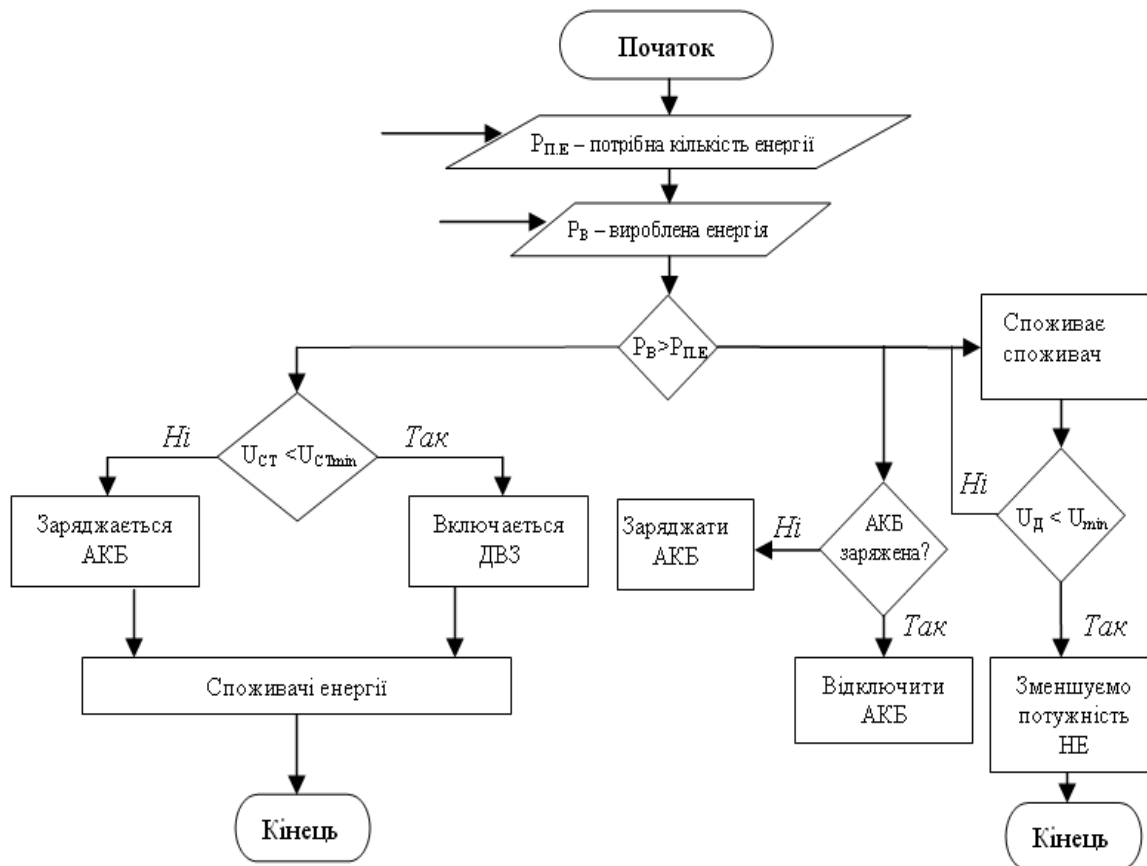 Початок
Pп.е – потрібна кількість енергії
Pв – вироблена енергія
Pв>Pп.е
Споживає
споживач
Ні
Uст <Uстmin
Так
Заряджається
АКБ
Включається
ДВЗ
Заряджати
АКБ
Ні
АКБ
заряжена?
Ні
Uд < Umin
Так
Так
Споживачі енергії
Відключити
АКБ
Зменшуємо
потужність
НЕ
Кінець
Кінець